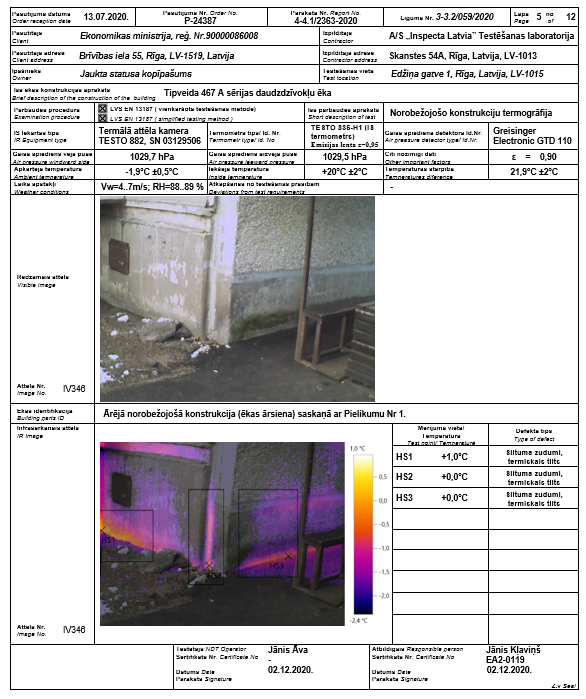 Pasūtījuma datums
Order reception date
13.07.2020.
Pasūtījuma Nr. Order No.
P-24387
Pārskata Nr. Report No.
4-4.1/2363-2020
Līguma Nr. 3-3.2/059/2020
Lapa 5 no 12
Page of
Pasūtītājs
Client
Ekonomikas ministrija, reģ. Nr.90000086008
Izpildītājs
Contractor
A/S „Inspecta Latvia” Testēšanas laboratorija
Pasūtītāja adrese
Client address
Brīvības iela 55, Rīga, LV-1519, Latvija
Izpildītāja adrese
Contractor address
Skanstes 54A, Rīga, Latvija, LV-1013
Īpašnieks
Owner
Jaukta statusa kopīpašums
Testēšanas vieta
Test location
Edžiņa gatve 1, Rīga, Latvija, LV-1015
Īss ēkas konstrukcijas apraksts
Brief description of the construction of the building
Tipveida 467 A sērijas daudzdzīvokļu ēka
Pārbaudes procedūra
Examination procedure
LVS EN 13187 ( vienkāršota testēšanas metode)
LVS EN 13187 ( simplified testing method )
Īss pārbaudes apraksts
Short description of test
Norobežojošo konstrukciju termogrāfija
IS iekārtas tips
IR Equipment type
Termālā attēla kamera
TESTO 882, SN 03129506
Termometra tips/ Id. Nr.
Termometr type/ Id. No
TESTO 835-H1 (IS
termometrs)
Emisijas lenta ε=0,95
Gaisa spiediena detektora Id.Nr.
Air pressure detector type/ Id.Nr.
Greisinger
Electronic GTD 110
Gaisa spiediens vēja pusē
Air pressure windward side
1029,7 hPa
Gaisa spiediens aizvēja pusē
Air pressure leeward pressure
1029,5 hPa
Citi nozīmīgi dati
Other important factors
ε = 0,90
Apkārtējā temperatūra
Ambient temperature
-1,9°C ±0,5°C
Iekšējā temperatūra
Inside temperature
+20°C ±2°C
Temperatūras starpība
Temperatures diference
21,9°C ±2°C
Laika apstākļi
Weather conditions
Vw=4..7m/s; RH=88..89 %
Atkāpšanās no testēšanas prasībām
Deviations from test requirements
-
Redzamais attēls
Visible Image
Attēla Nr.
Image No.
IV346
Ēkas identifikācija
Building parts ID
Ārējā norobežojošā konstrukcija (ēkas ārsiena) saskaņā ar Pielikumu Nr 1.
Infrasarkanais attēls
IR image
Mērījuma vieta/
Temperatūra
Test point/ Temperature
Defekta tips
Type of defect
HS1 +1,0°C
Siltuma zudumi,
termiskais tilts
HS2 +0,0°C
Siltuma zudumi,
termiskais tilts
HS3 +0,0°C
Siltuma zudumi,
termiskais tilts
1,0 °C
0,5
0,0
-0,5
-1,0
-1,5
-2,0
-2,4 °C
HS1
HS3
Attēla Nr.
Image No.
IV346
Testētājs NDT Operator
Sertifikāta Nr. Certificate No
Jānis Āva
-
Datums Date
Paraksts Signature
02.12.2020.
Atbildīgais Responsible person
Sertifikāta Nr. Certificate No
Jānis Kļaviņš
EA2-0119
Datums Date
Paraksts Signature
02.12.2020.
Z.v. Seal